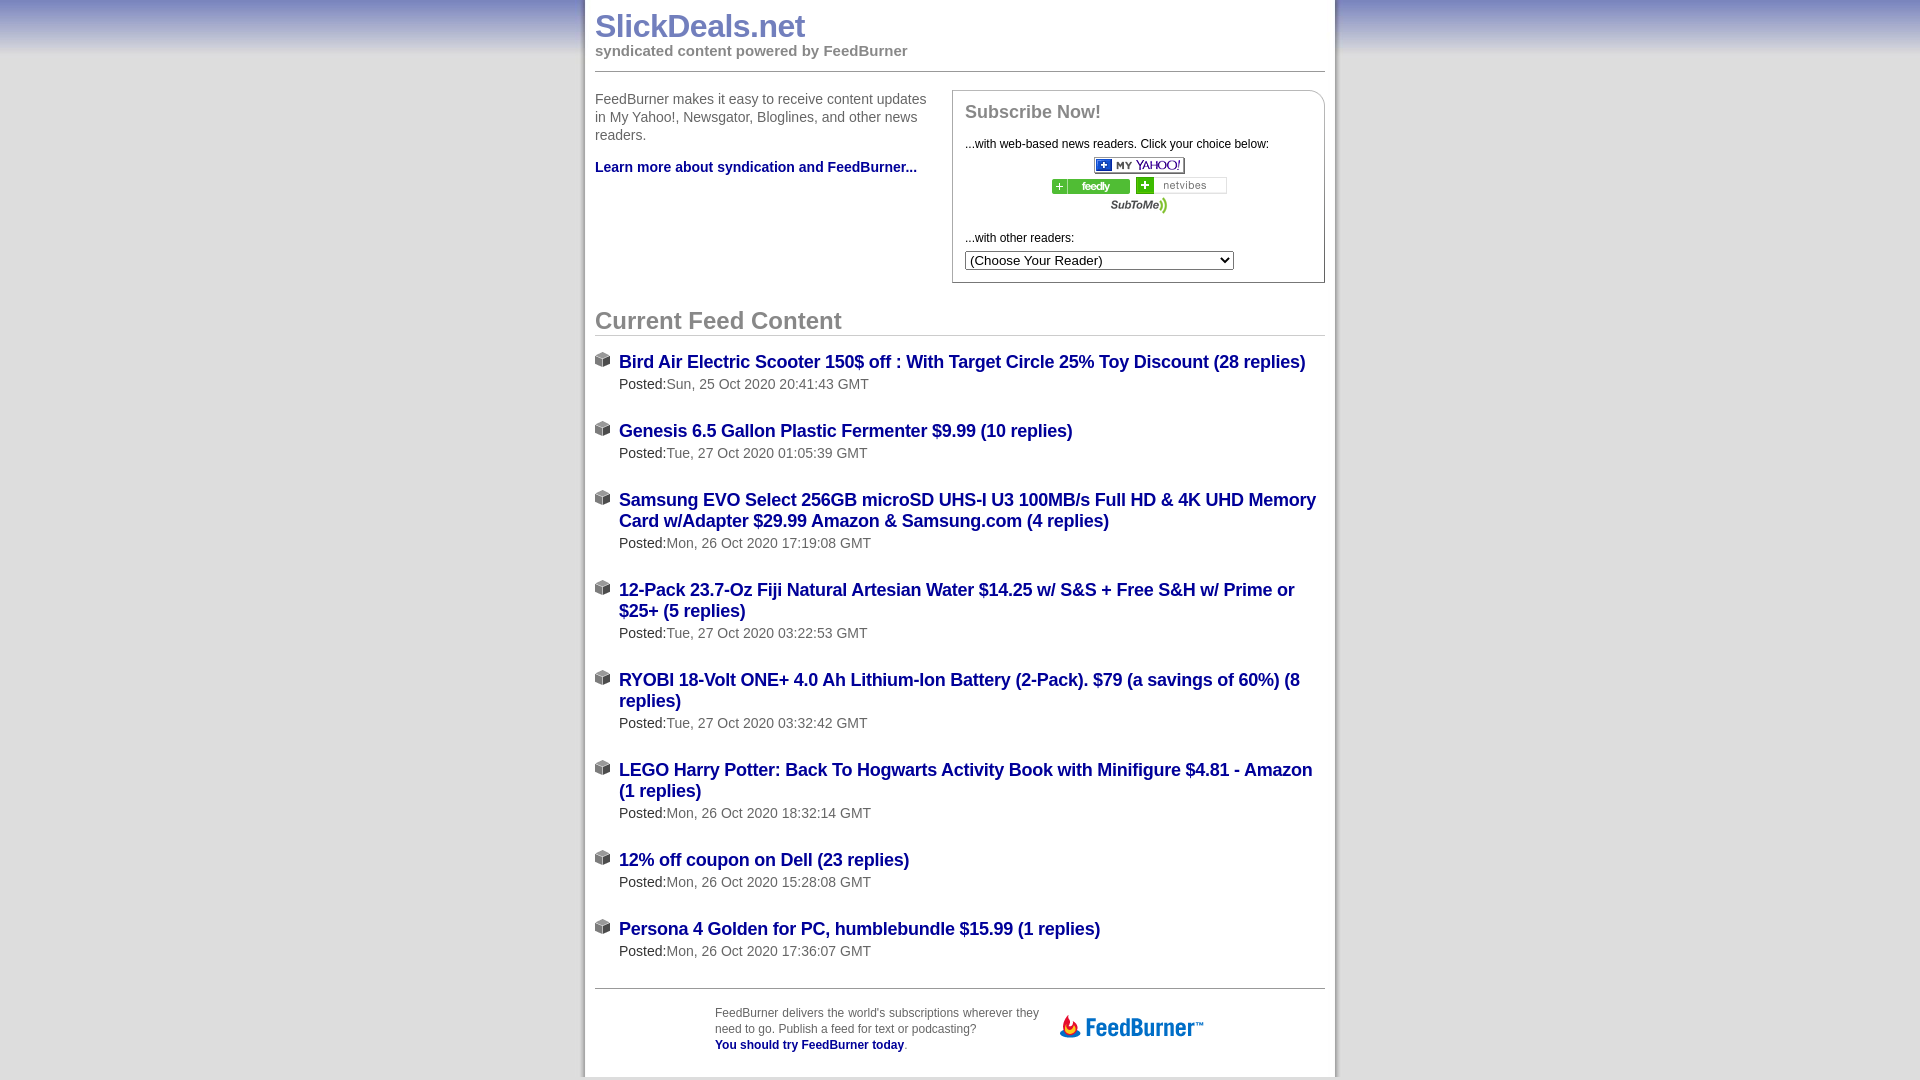 SlickDeals.net
syndicated content powered by FeedBurner
FeedBurner makes it easy to receive content updates
in My Yahoo!, Newsgator, Bloglines, and other news
readers.
Learn more about syndication and FeedBurner...
Subscribe Now!
...with web-based news readers. Click your choice below:
MY YAHOO!
feedly netvibes
SubToMe
...with other readers:
(Choose Your Reader)
Current Feed Content
Bird Air Electric Scooter 150$ off : With Target Circle 25% Toy Discount (28 replies)
Posted:Sun, 25 Oct 2020 20:41:43 GMT
Genesis 6.5 Gallon Plastic Fermenter $9.99 (10 replies)
Posted:Tue, 27 Oct 2020 01:05:39 GMT
Samsung EVO Select 256GB microSD UHS-I U3 100MB/s Full HD & 4K UHD Memory
Card w/Adapter $29.99 Amazon & Samsung.com (4 replies)
Posted:Mon, 26 Oct 2020 17:19:08 GMT
12-Pack 23.7-Oz Fiji Natural Artesian Water $14.25 w/ S&S + Free S&H w/ Prime or
$25+ (5 replies)
Posted:Tue, 27 Oct 2020 03:22:53 GMT
RYOBI 18-Volt ONE+ 4.0 Ah Lithium-Ion Battery (2-Pack). $79 (a savings of 60%) (8
replies)
Posted:Tue, 27 Oct 2020 03:32:42 GMT
LEGO Harry Potter: Back To Hogwarts Activity Book with Minifigure $4.81 - Amazon
(1 replies)
Posted:Mon, 26 Oct 2020 18:32:14 GMT
12% off coupon on Dell (23 replies)
Posted:Mon, 26 Oct 2020 15:28:08 GMT
Persona 4 Golden for PC, humblebundle $15.99 (1 replies)
Posted:Mon, 26 Oct 2020 17:36:07 GMT
FeedBurner delivers the world's subscriptions wherever they
need to go. Publish a feed for text or podcasting?
You should try FeedBurner today.
FeedBurner™